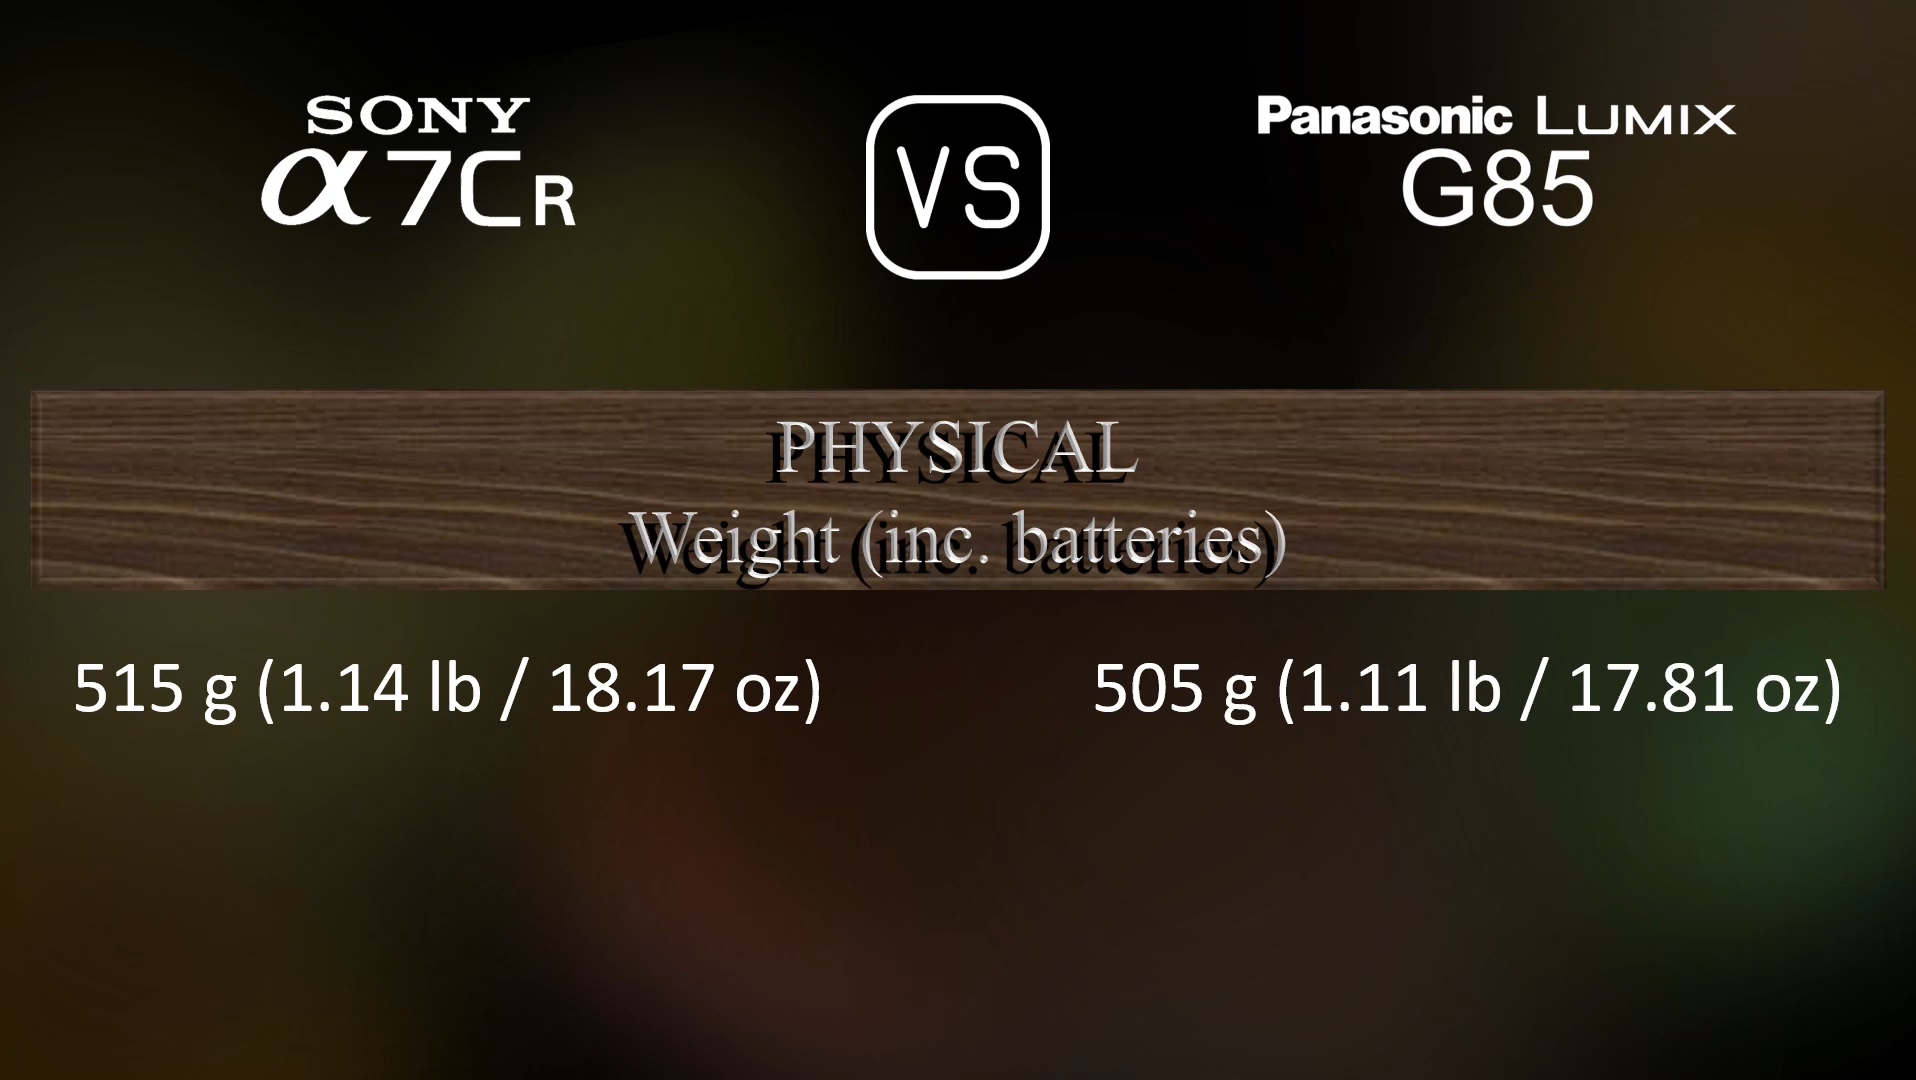 SONY
α7CR
VS
Panasonic LUMIX
G85
PHYSICAL
Weight (inc. batteries)
515 g (1.14 lb / 18.17 oz)
505 g (1.11 lb / 17.81 oz)